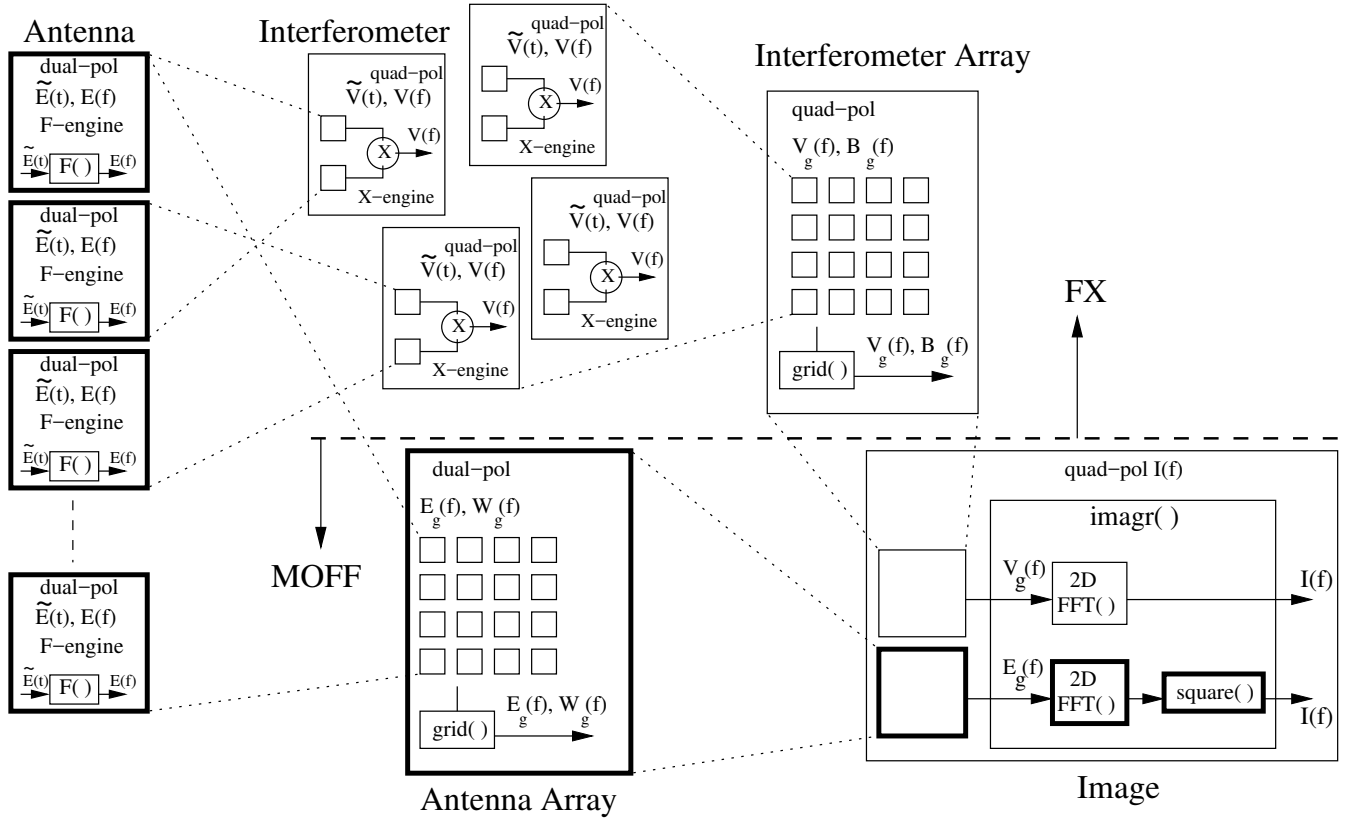 Antenna
dual−pol
Ẽ(t), E(f)
F−engine
Ẽ(t) F( ) E(f)
dual−pol
Ẽ(t), E(f)
F−engine
Ẽ(t) F( ) E(f)
dual−pol
Ẽ(t), E(f)
F−engine
Ẽ(t) F( ) E(f)
dual−pol
Ẽ(t), E(f)
F−engine
Ẽ(t) F( ) E(f)
Interferometer
quad−pol
Ṽ(t), V(f)
X
V(f)
X−engine
quad−pol
Ṽ(t), V(f)
X
V(f)
X−engine
quad−pol
Ṽ(t), V(f)
X
V(f)
X−engine
quad−pol
Ṽ(t), V(f)
X
V(f)
X−engine
Interferometer Array
quad−pol
V_g(f), B_g(f)
grid( )
V_g(f), B_g(f)
FX
MOFF
dual−pol
E_g(f), W_g(f)
grid( )
E_g(f), W_g(f)
Antenna Array
quad−pol I(f)
imagr( )
V_g(f)
2D
FFT( )
I(f)
E_g(f)
2D
FFT( )
square( )
I(f)
Image